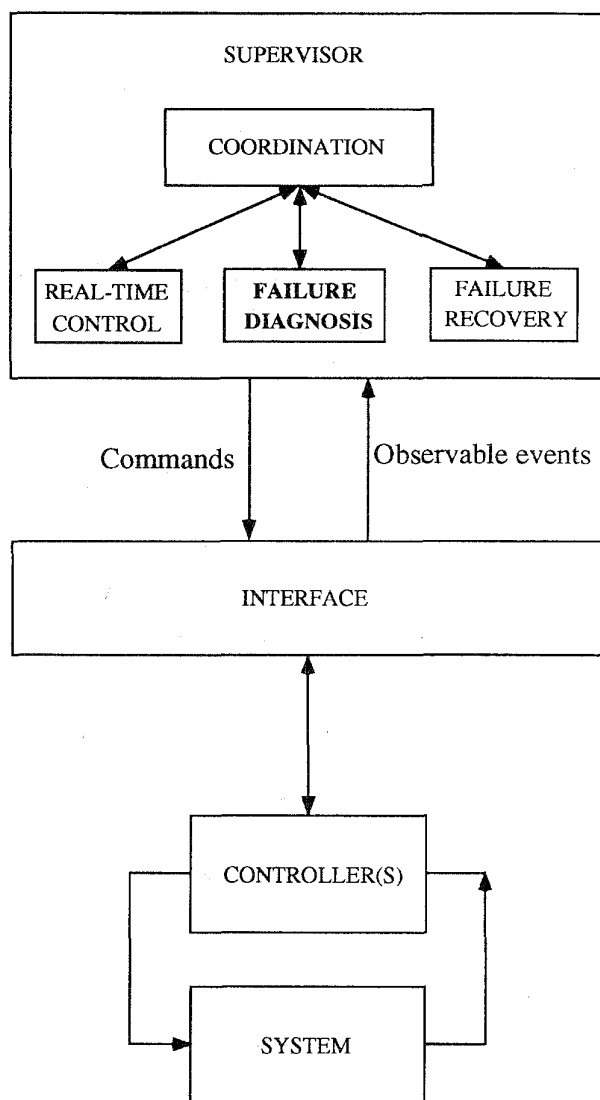 SUPERVISOR
COORDINATION
REAL-TIME
CONTROL
FAILURE
DIAGNOSIS
FAILURE
RECOVERY
Commands
Observable events
INTERFACE
CONTROLLER(S)
SYSTEM